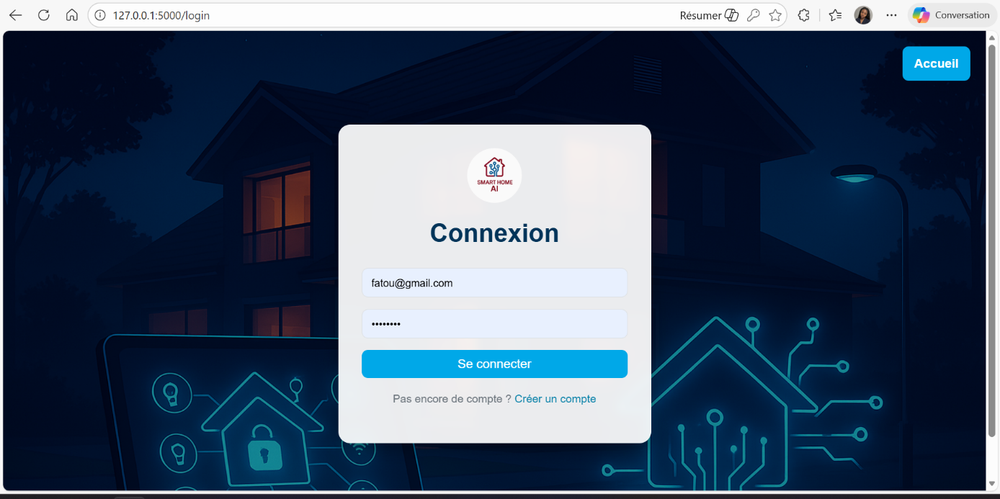 127.0.0.1:5000/login
Résumer
Conversation
Accueil
SMART HOME
AI
Connexion
fatou@gmail.com
••••••••
Se connecter
Pas encore de compte ? Créer un compte